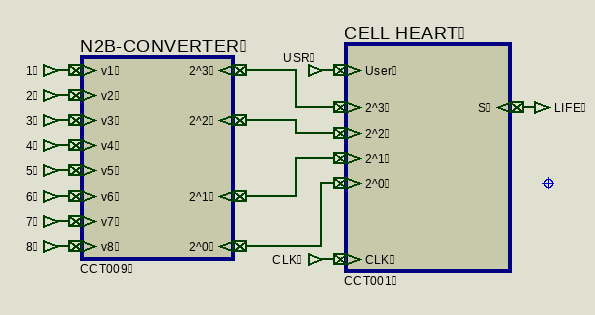 N2B-CONVERTER
1 v1 2^3
2 v2
3 v3 2^2
4 v4
5 v5
6 v6 2^1
7 v7
8 v8 2^0
CCT009
CELL HEART
USR User
2^3 S LIFE
2^2
2^1
2^0
CLK CLK
CCT001